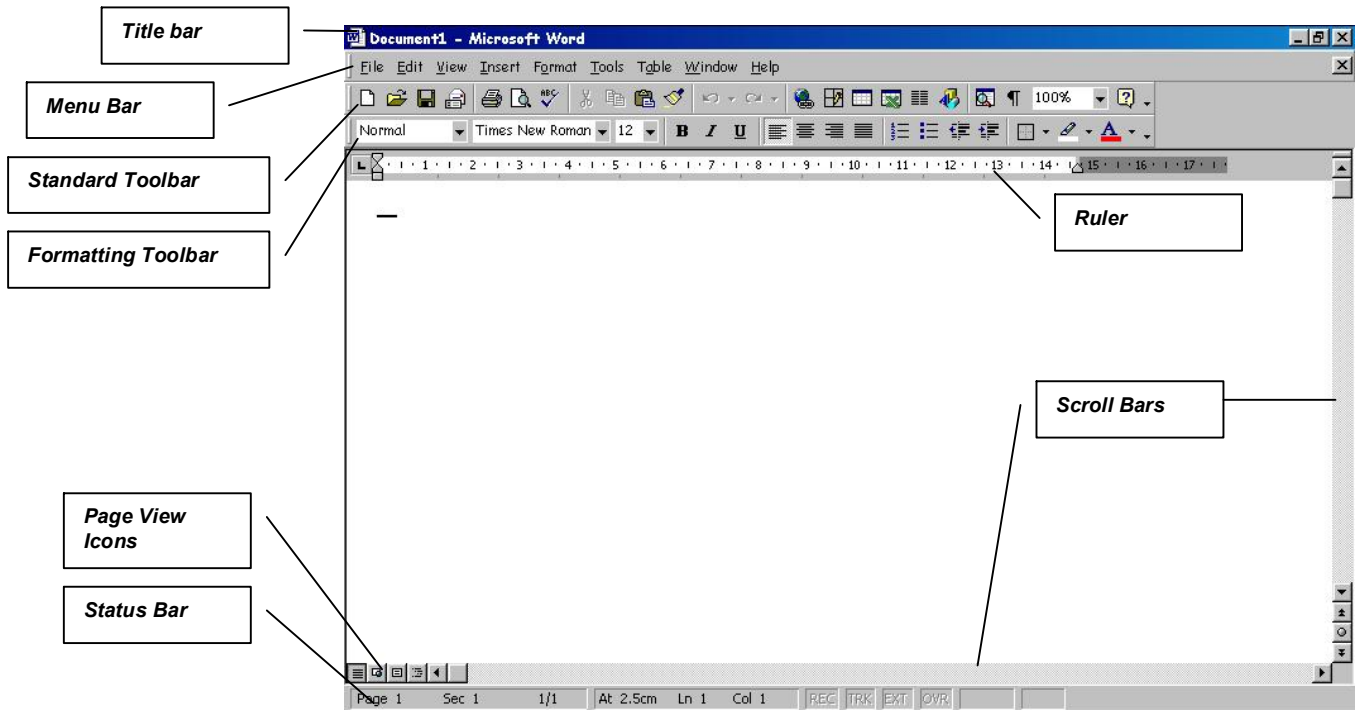 Title bar
Document1 - Microsoft Word
File Edit View Insert Format Tools Table Window Help
Menu Bar
ABC
100%
Normal Times New Roman 12 B I U A
Standard Toolbar
1 2 3 4 5 6 7 8 9 10 11 12 13 14 15 16 17
Ruler
Formatting Toolbar
Scroll Bars
Page View
Icons
Status Bar
Page 1 Sec 1 1/1 At 2.5cm Ln 1 Col 1 REC TRK EXT OVR